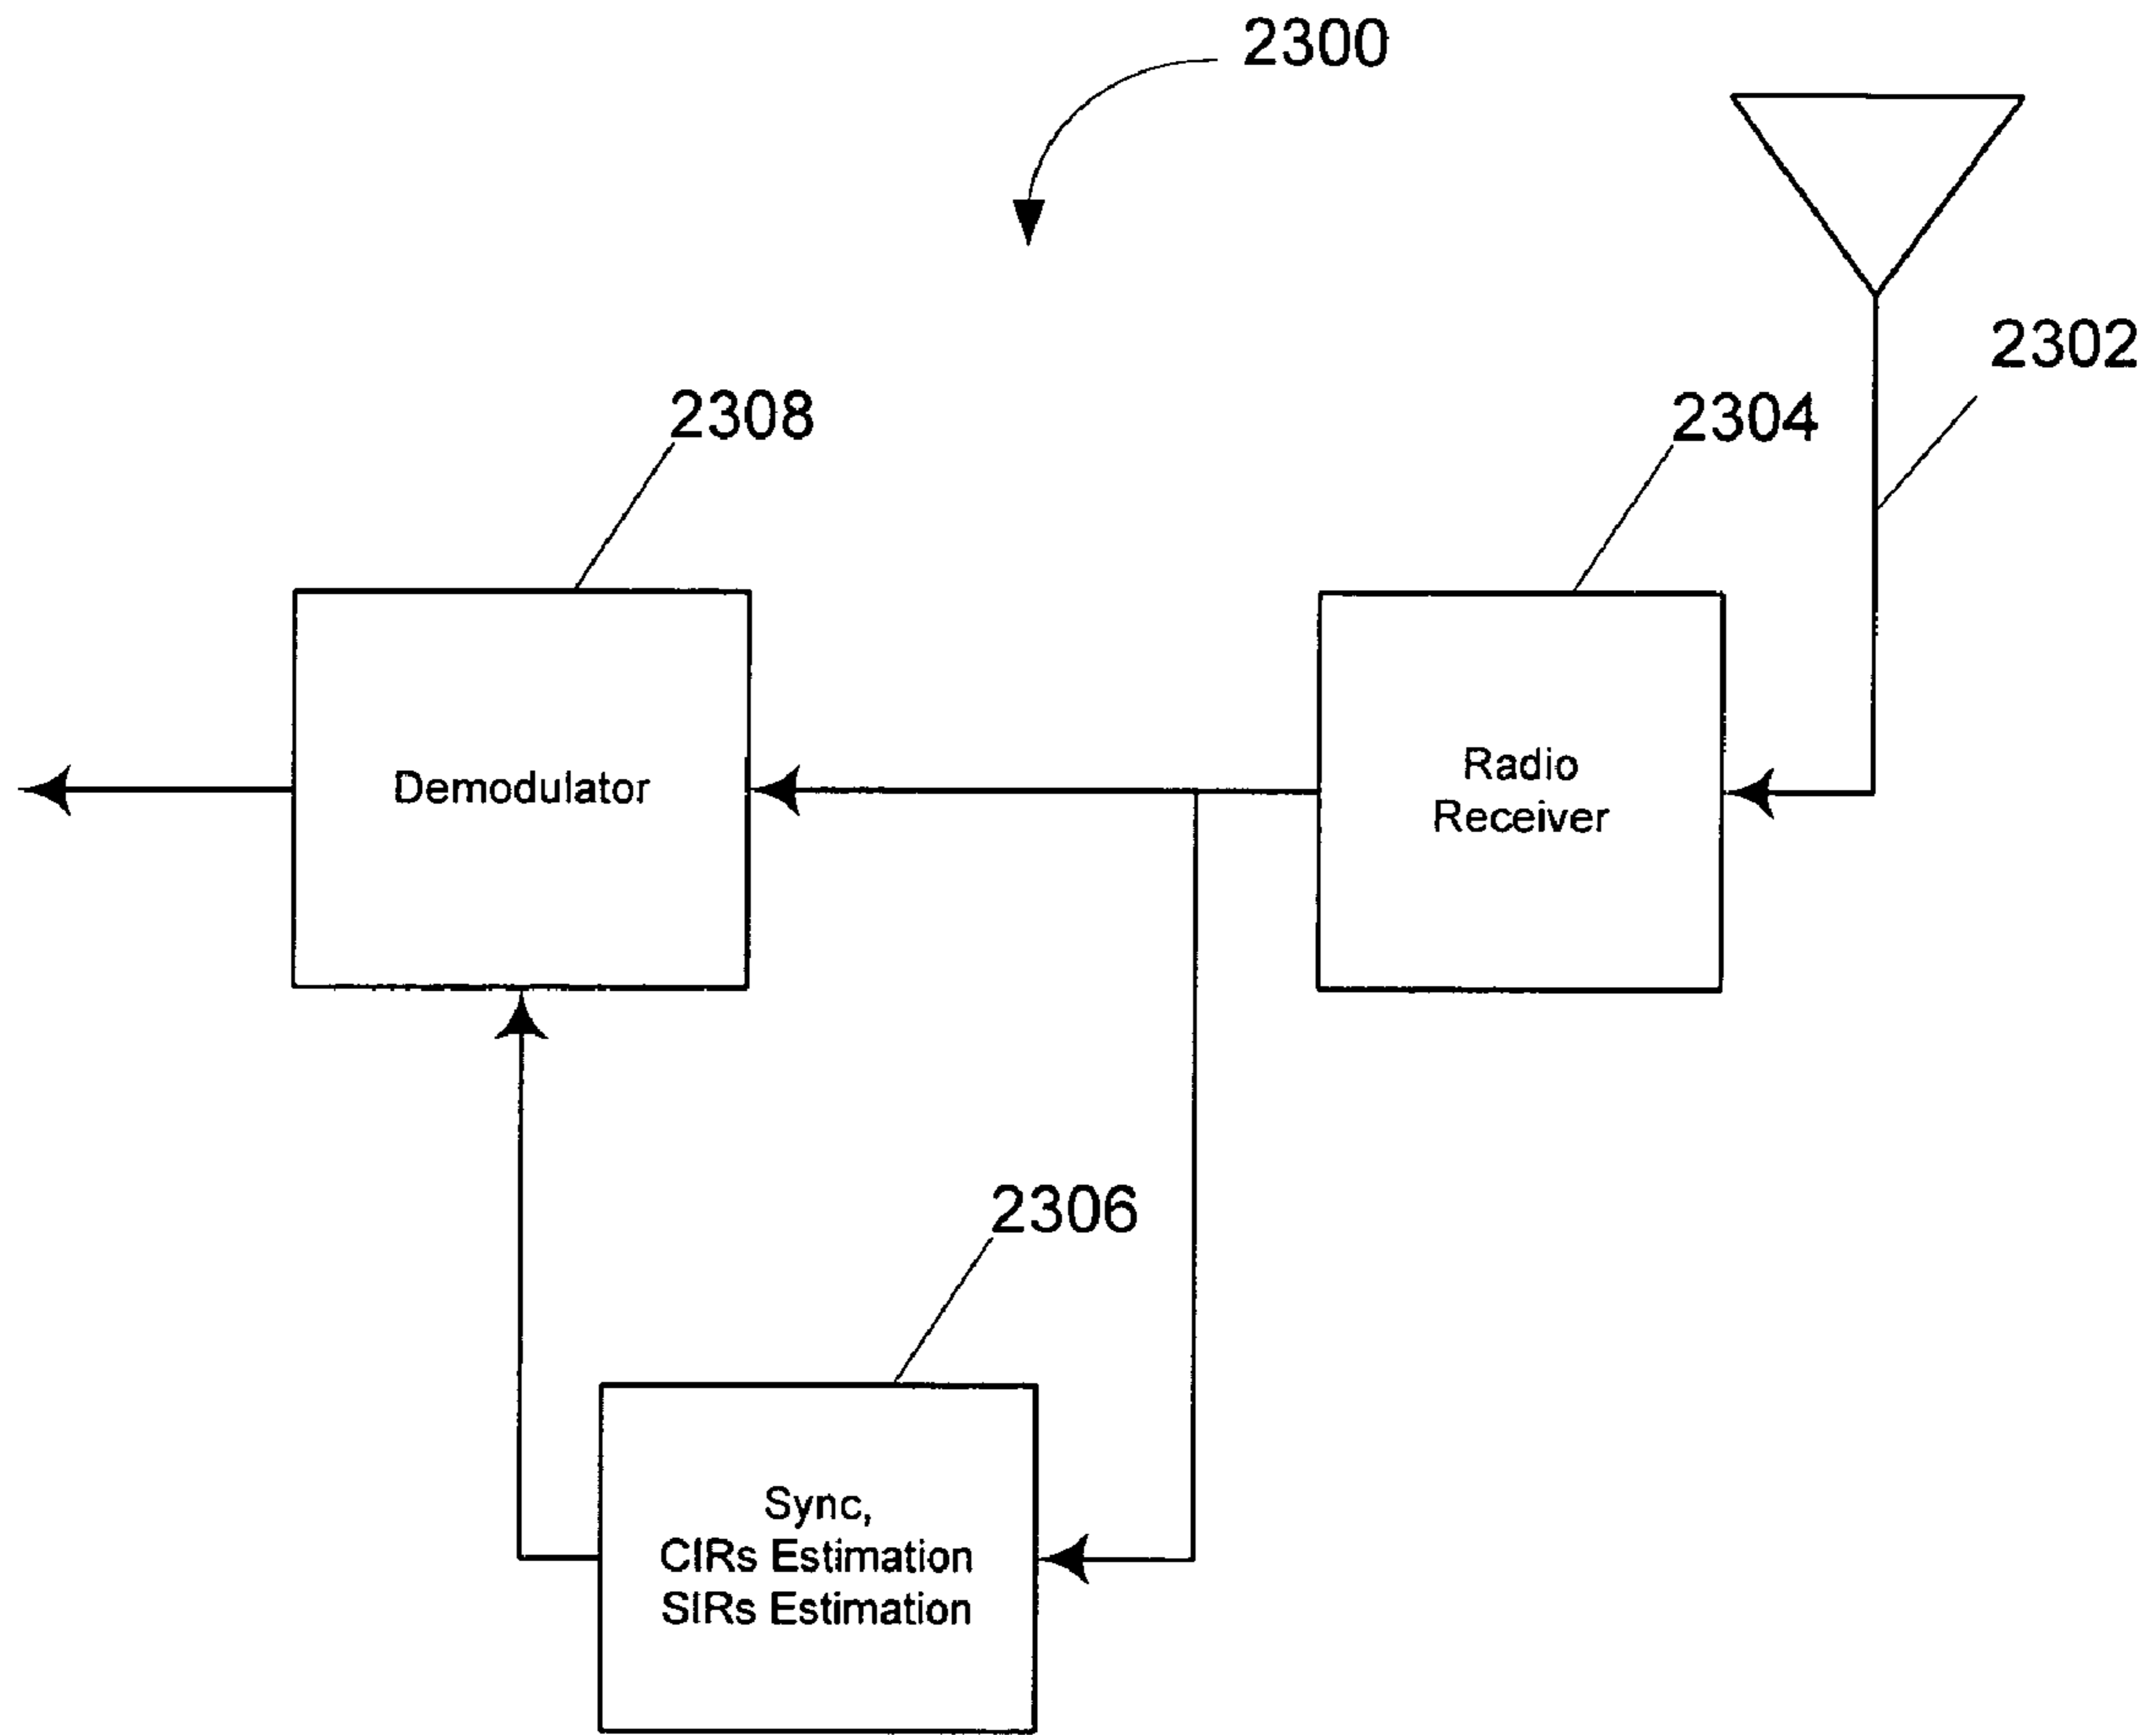 2300
2302
2308
2304
Demodulator
Radio
Receiver
2306
Sync,
CIRs Estimation
SIRs Estimation